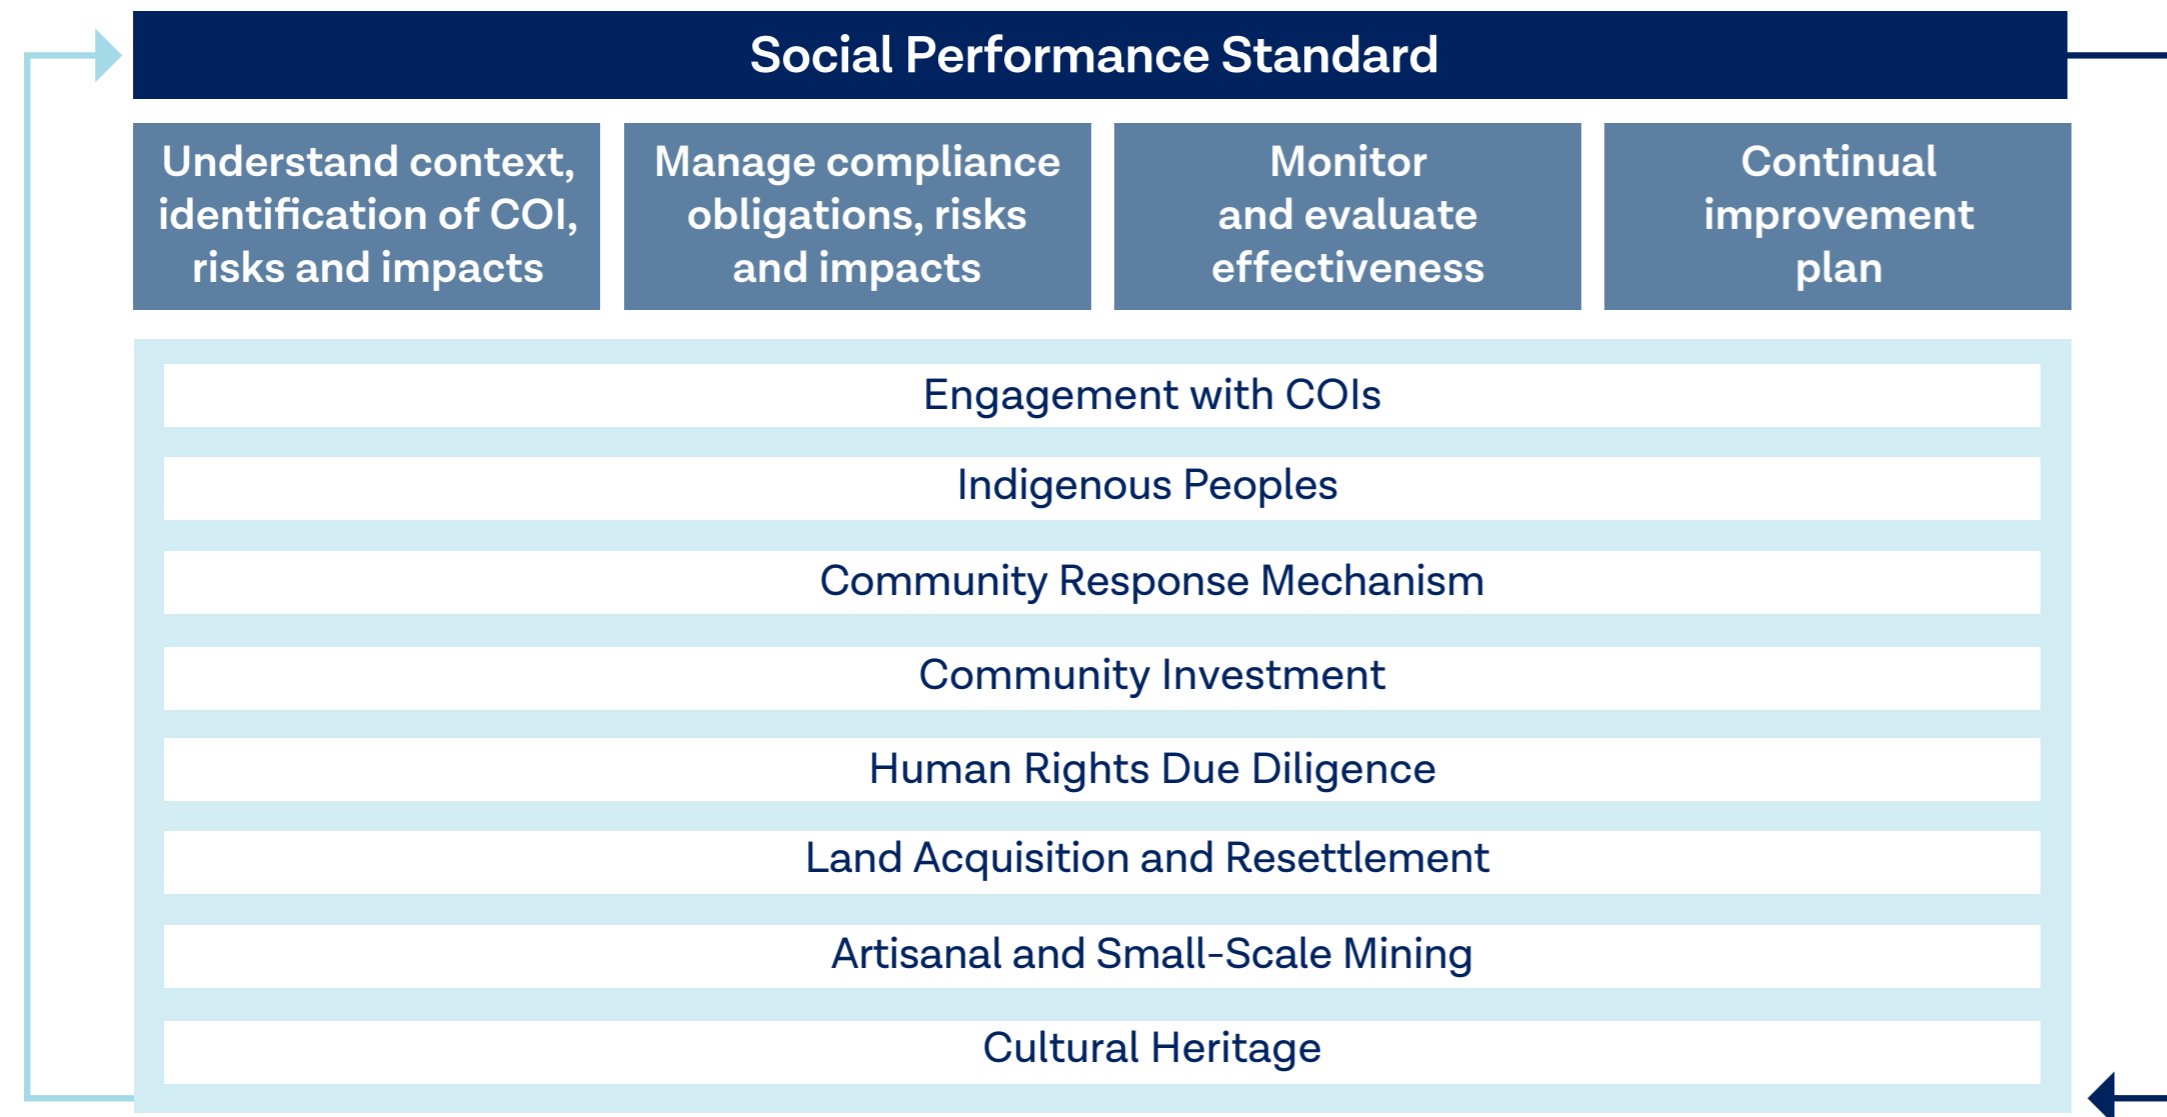 Social Performance Standard
Understand context,
identification of COI,
risks and impacts
Manage compliance
obligations, risks
and impacts
Monitor
and evaluate
effectiveness
Continual
improvement
plan
Engagement with COIs
Indigenous Peoples
Community Response Mechanism
Community Investment
Human Rights Due Diligence
Land Acquisition and Resettlement
Artisanal and Small-Scale Mining
Cultural Heritage